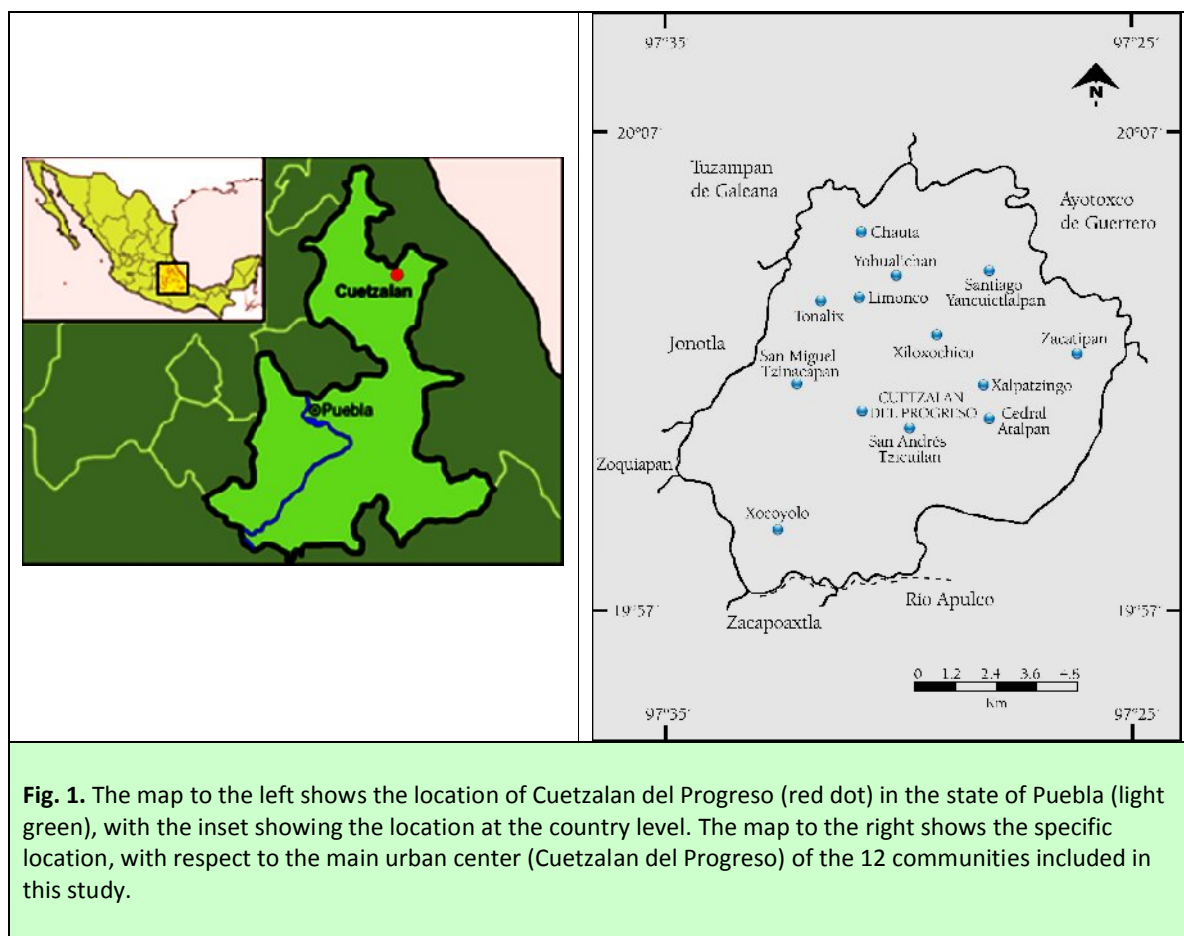 Cuetzalan
Puebla
97°35'
97°25'
N
20°07'
20°07'
Tuzampan
de Galeana
Ayotoxco
de Guerrero
Chauta
Yohualichan
Santiago
Yancuictlalpan
Limonco
Tonalix
Jonotla
Xiloxochico
Zacatipan
San Miguel
Tzinacapan
Xalpatzingo
CUETZALAN
DEL PROGRESO
Cedral
Atalpan
San Andrés
Tzicuilan
Zoquiapan
Xocoyolo
Rio Apulco
19°57'
19°57'
Zacapoaxtla
0 1.2 2.4 3.6 4.8
Km
97°35'
97°25'
Fig. 1. The map to the left shows the location of Cuetzalan del Progreso (red dot) in the state of Puebla (light
green), with the inset showing the location at the country level. The map to the right shows the specific
location, with respect to the main urban center (Cuetzalan del Progreso) of the 12 communities included in
this study.